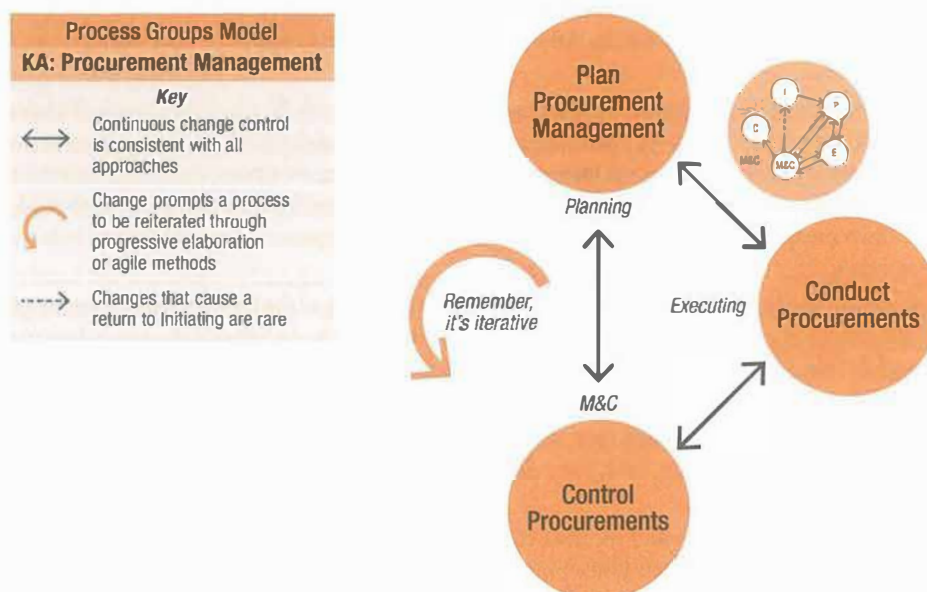 Process Groups Model
KA: Procurement Management
Key
Continuous change control
is consistent with all
approaches
Change prompts a process
to be reiterated through
progressive elaboration
or agile methods
Changes that cause a
return to Initiating are rare
Plan
Procurement
Management
I
P
C
E
M&C
M&C
Planning
Remember,
it's iterative
Executing
Conduct
Procurements
M&C
Control
Procurements